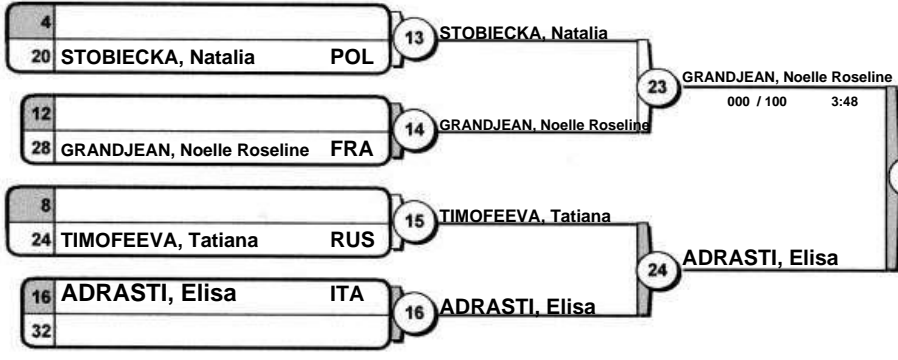 4
20 STOBIECKA, Natalia POL
13 STOBIECKA, Natalia
23 GRANDJEAN, Noelle Roseline
000 / 100 3:48
12
28 GRANDJEAN, Noelle Roseline FRA
14 GRANDJEAN, Noelle Roseline
8
24 TIMOFEEVA, Tatiana RUS
15 TIMOFEEVA, Tatiana
24 ADRASTI, Elisa
16 ADRASTI, Elisa ITA
32
16 ADRASTI, Elisa